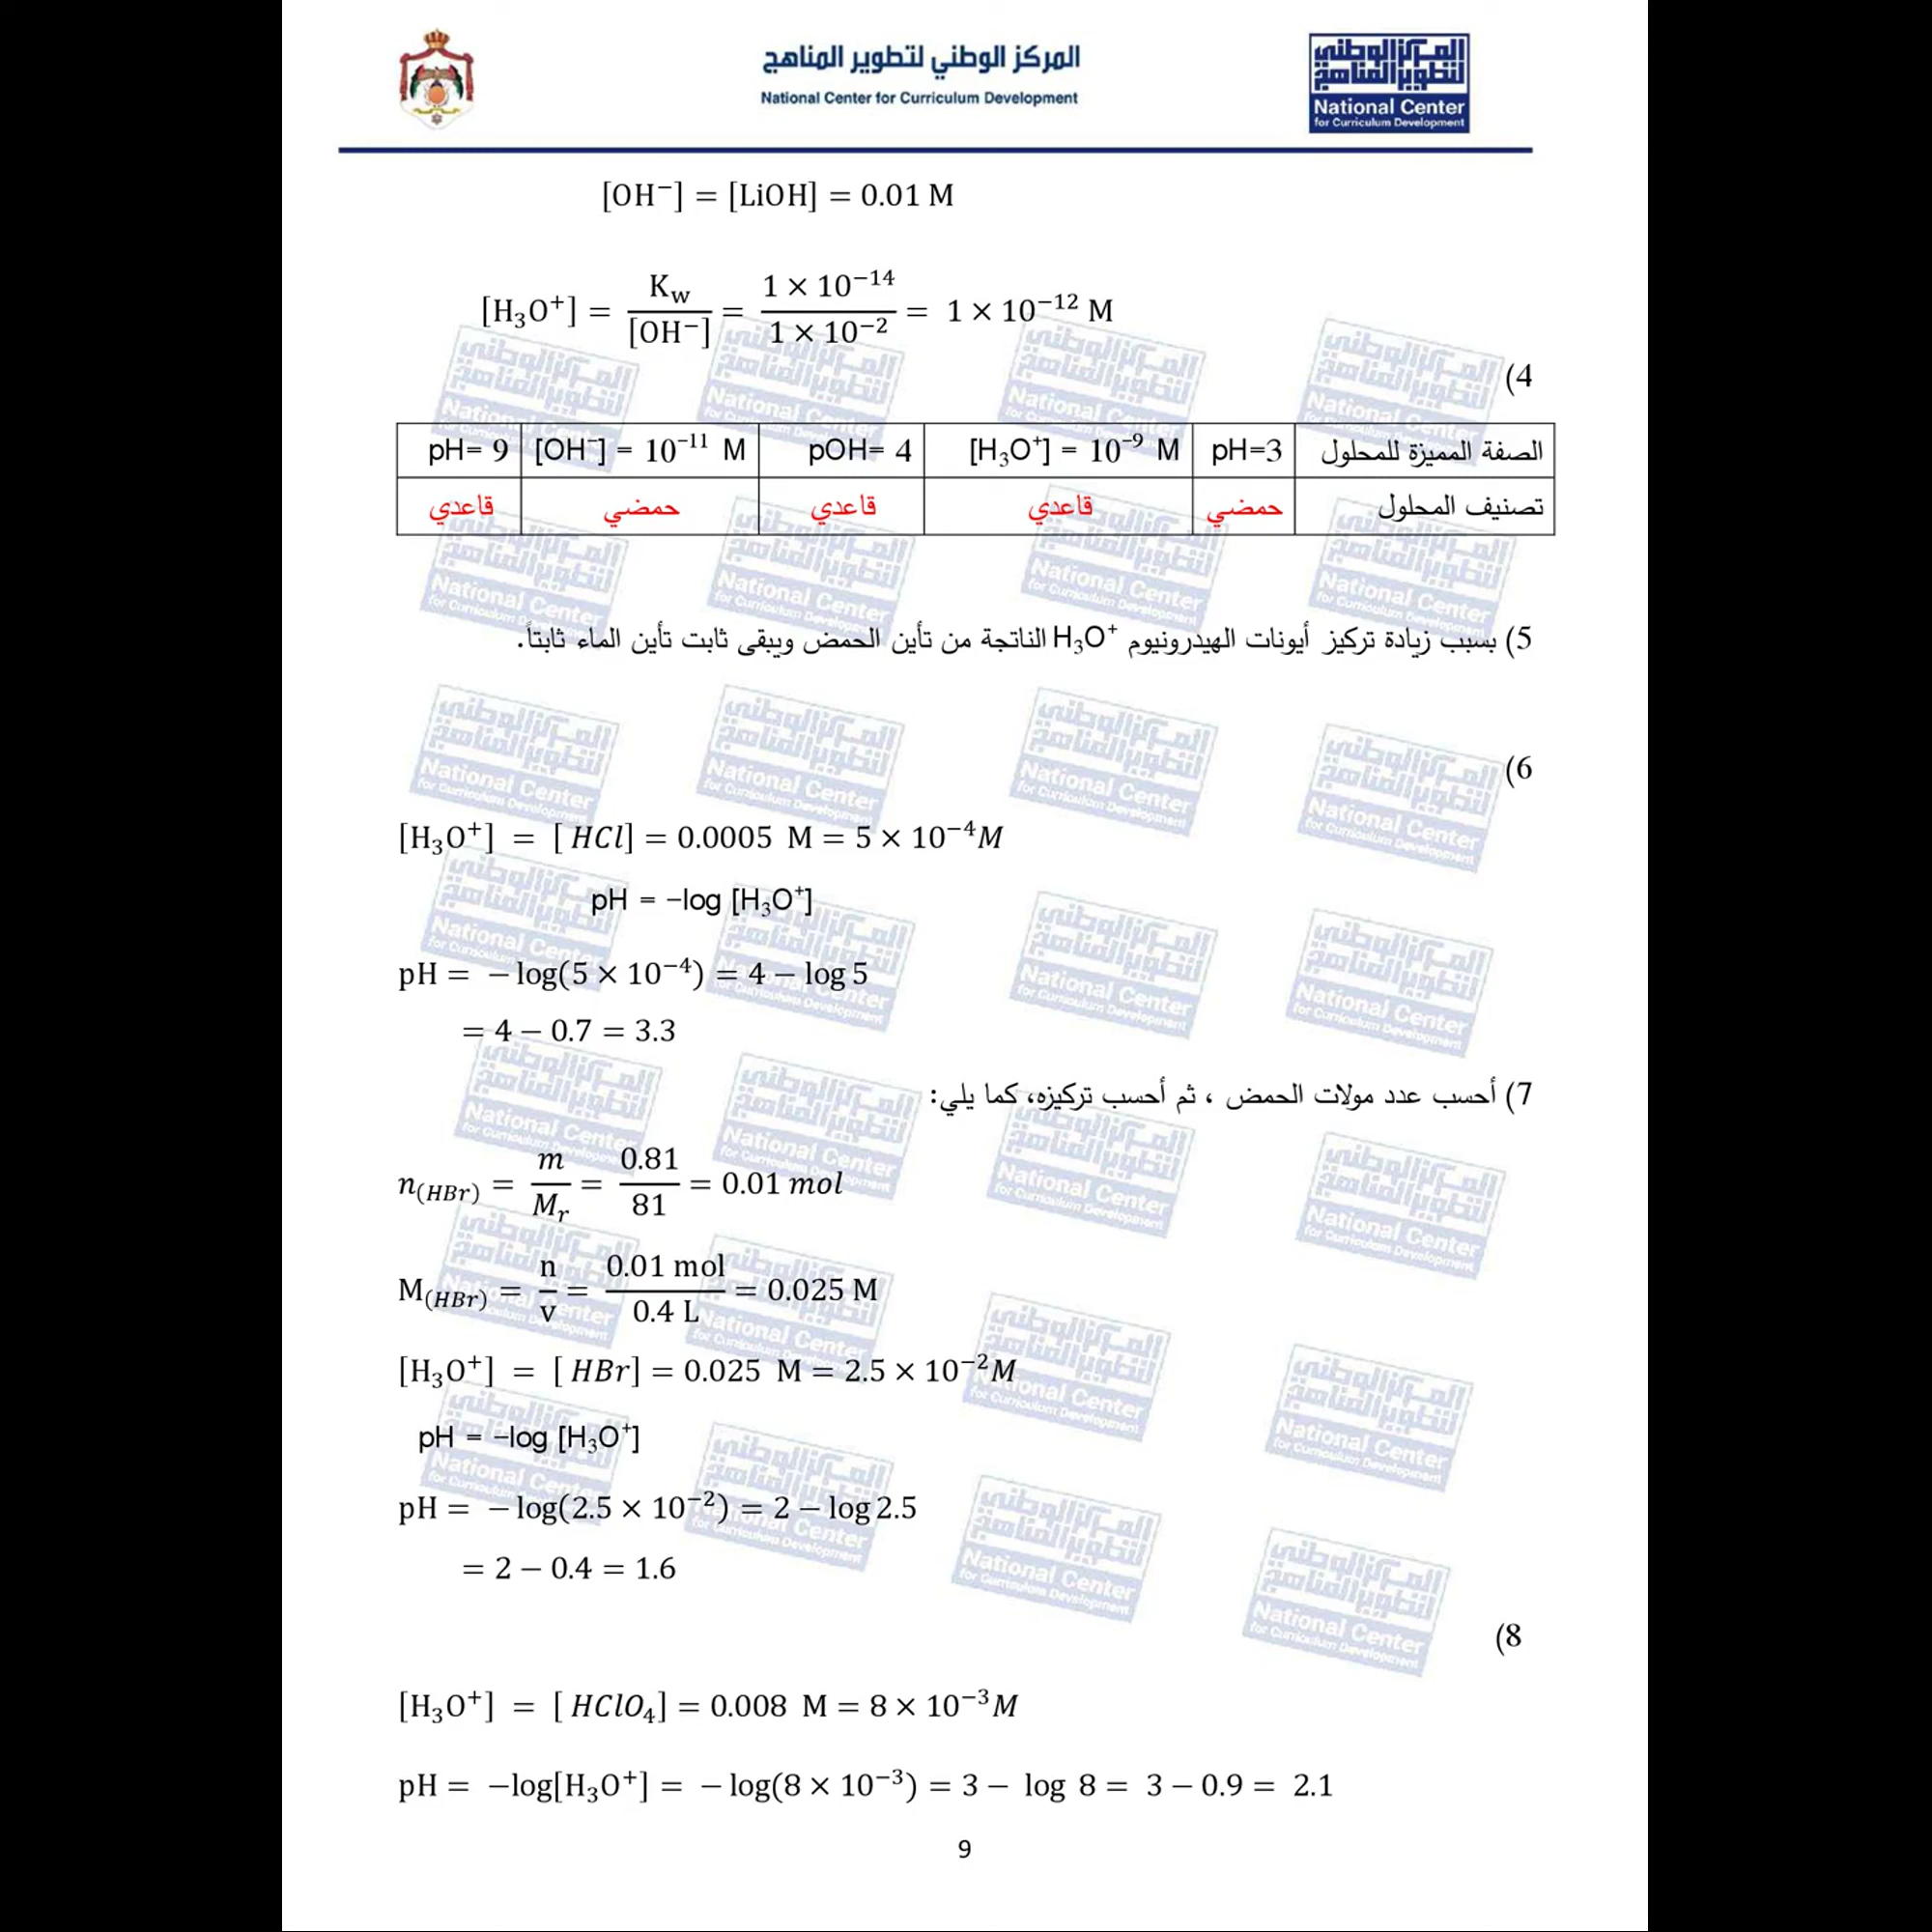 المركز الوطني لتطوير المناهج
National Center for Curriculum Development
المركز الوطني
لتطوير المناهج
National Center
for Curriculum Development
[OH⁻] = [LiOH] = 0.01 M
[H₃O⁺] = K_w / [OH⁻] = 1 × 10⁻¹⁴ / 1 × 10⁻² = 1 × 10⁻¹² M
(4
الصفة المميزة للمحلول | pH=3 | [H₃O⁺] = 10⁻⁹ M | pOH= 4 | [OH⁻] = 10⁻¹¹ M | pH= 9
تصنيف المحلول | حمضي | قاعدي | قاعدي | حمضي | قاعدي
5) بسبب زيادة تركيز أيونات الهيدرونيوم H₃O⁺ الناتجة من تأين الحمض ويبقى ثابت تأين الماء ثابتاً.
(6
[H₃O⁺] = [ HCl] = 0.0005 M = 5 × 10⁻⁴M
pH = −log [H₃O⁺]
pH = − log(5 × 10⁻⁴) = 4 − log 5
= 4 − 0.7 = 3.3
7) أحسب عدد مولات الحمض ، ثم أحسب تركيزه، كما يلي:
n₍HBr₎ = m / M_r = 0.81 / 81 = 0.01 mol
M₍HBr₎ = n / v = 0.01 mol / 0.4 L = 0.025 M
[H₃O⁺] = [ HBr] = 0.025 M = 2.5 × 10⁻²M
pH = −log [H₃O⁺]
pH = − log(2.5 × 10⁻²) = 2 − log 2.5
= 2 − 0.4 = 1.6
(8
[H₃O⁺] = [ HClO₄] = 0.008 M = 8 × 10⁻³M
pH = −log[H₃O⁺] = − log(8 × 10⁻³) = 3 − log 8 = 3 − 0.9 = 2.1
9